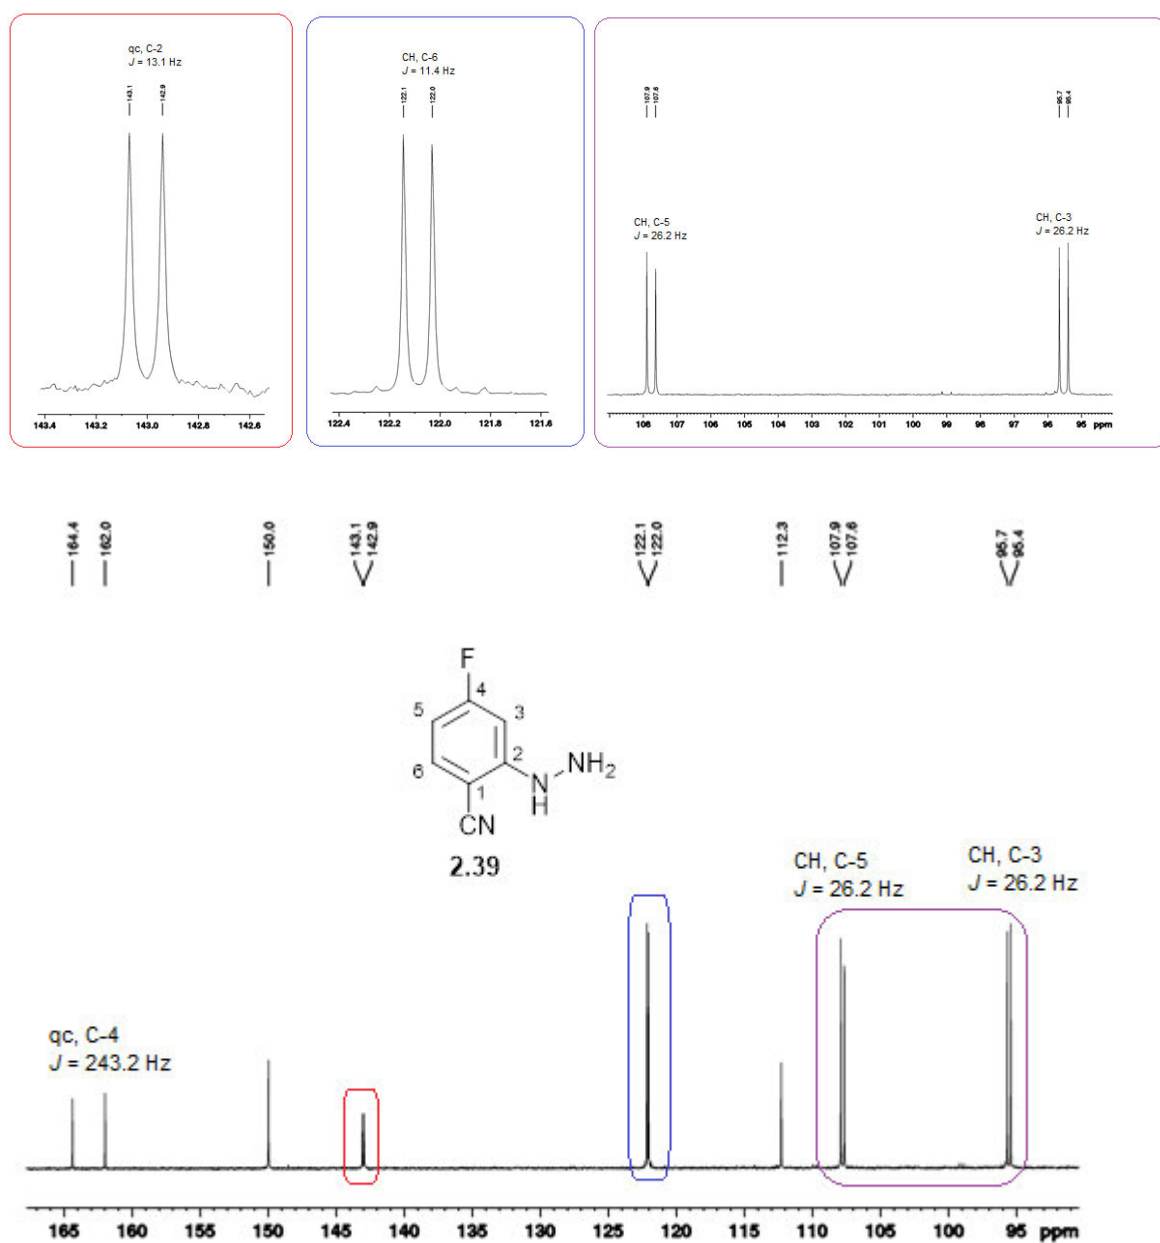 qc, C-2
J = 13.1 Hz
143.1
142.9
143.4 143.2 143.0 142.8 142.6
CH, C-6
J = 11.4 Hz
122.1
122.0
122.4 122.2 122.0 121.8 121.6
107.9
107.6
95.7
95.4
CH, C-5
J = 26.2 Hz
CH, C-3
J = 26.2 Hz
108 107 106 105 104 103 102 101 100 99 98 97 96 95 ppm
164.4
162.0
150.0
143.1
142.9
122.1
122.0
112.3
107.9
107.6
95.7
95.4
F
4
5
3
2
6
1
N
H
NH2
CN
2.39
CH, C-5
J = 26.2 Hz
CH, C-3
J = 26.2 Hz
qc, C-4
J = 243.2 Hz
165 160 155 150 145 140 135 130 125 120 115 110 105 100 95 ppm